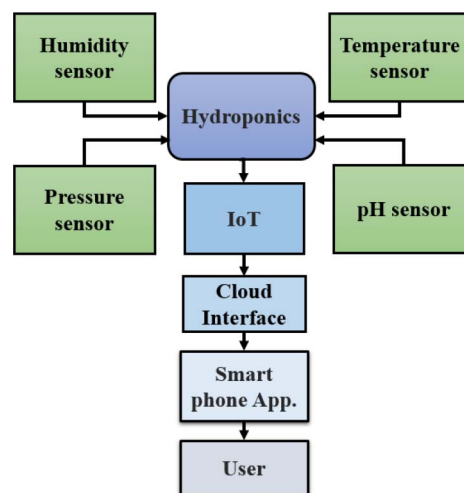 Humidity
sensor
Temperature
sensor
Hydroponics
Pressure
sensor
pH sensor
IoT
Cloud
Interface
Smart
phone App.
User